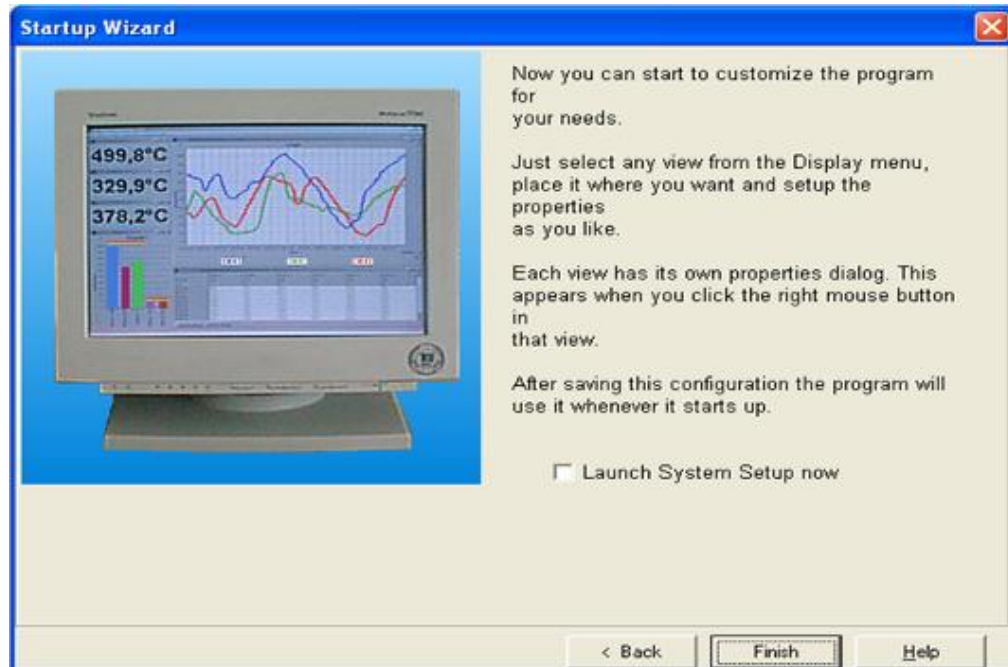 Startup Wizard
499,8°C
329,9°C
378,2°C
Now you can start to customize the program
for
your needs.
Just select any view from the Display menu,
place it where you want and setup the
properties
as you like.
Each view has its own properties dialog. This
appears when you click the right mouse button
in
that view.
After saving this configuration the program will
use it whenever it starts up.
Launch System Setup now
< Back
Finish
Help